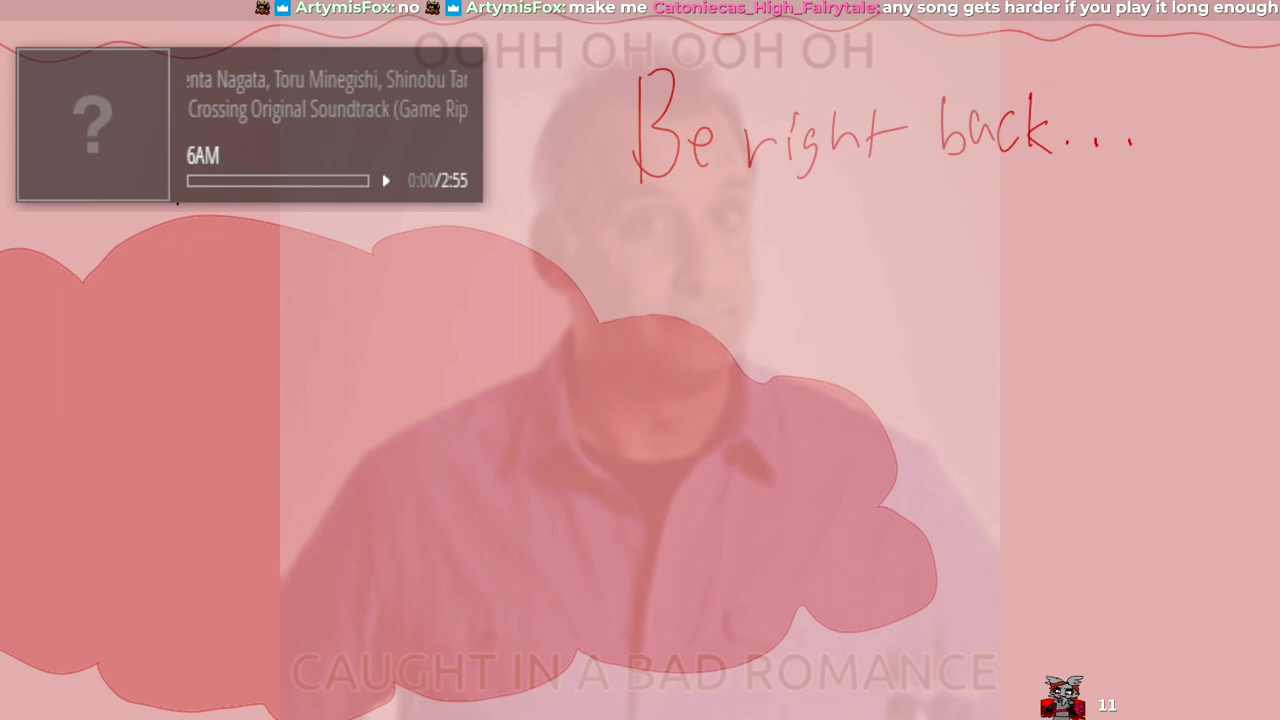 ArtymisFox: no ArtymisFox: make me Catoniecas_High_Fairytale: any song gets harder if you play it long enough
OOHH OH OOH OH
enta Nagata, Toru Minegishi, Shinobu Tar
Crossing Original Soundtrack (Game Rip
?
6AM
0:00/2:55
Be right back...
CAUGHT IN A BAD ROMANCE
11